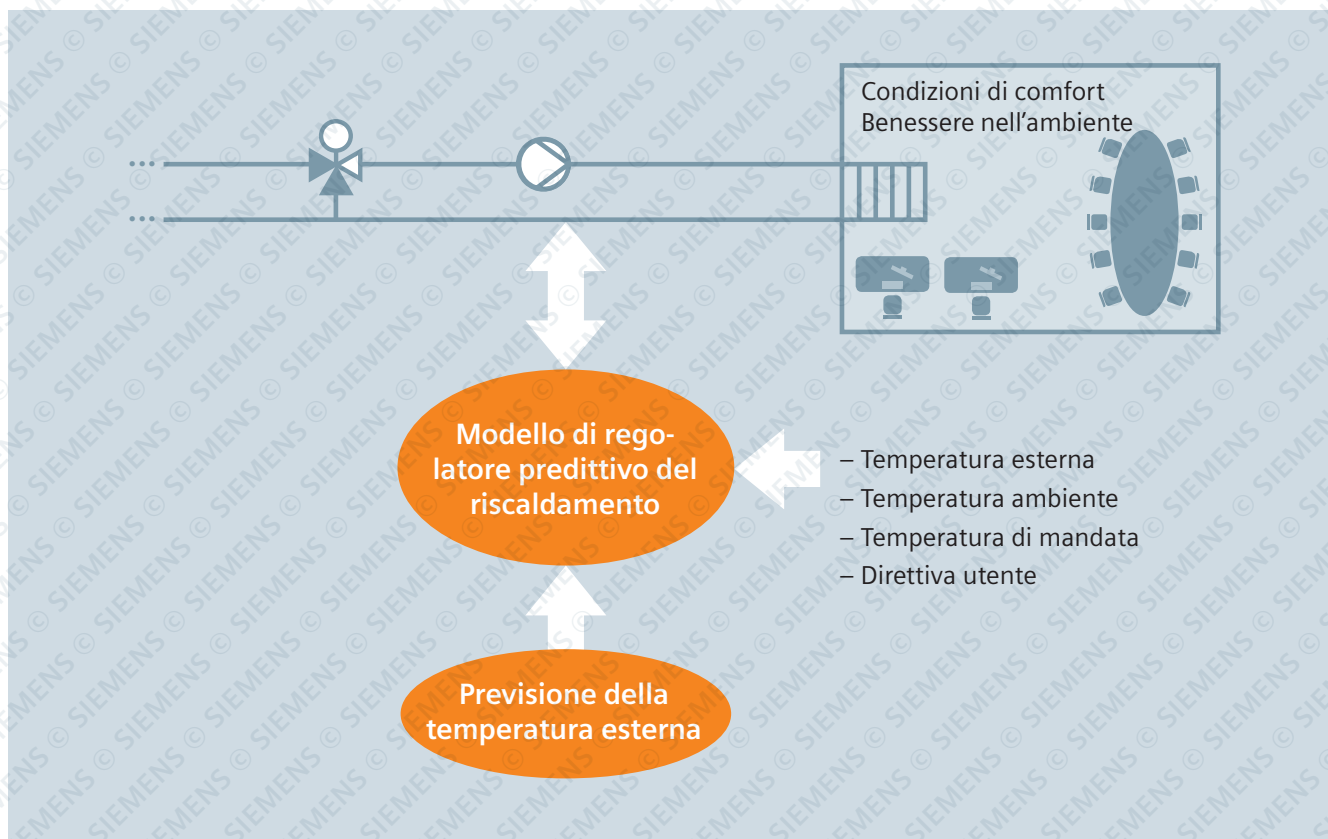 Condizioni di comfort
Benessere nell'ambiente
Modello di rego-
latore predittivo del
riscaldamento
– Temperatura esterna
– Temperatura ambiente
– Temperatura di mandata
– Direttiva utente
Previsione della
temperatura esterna
SIEMENS ©